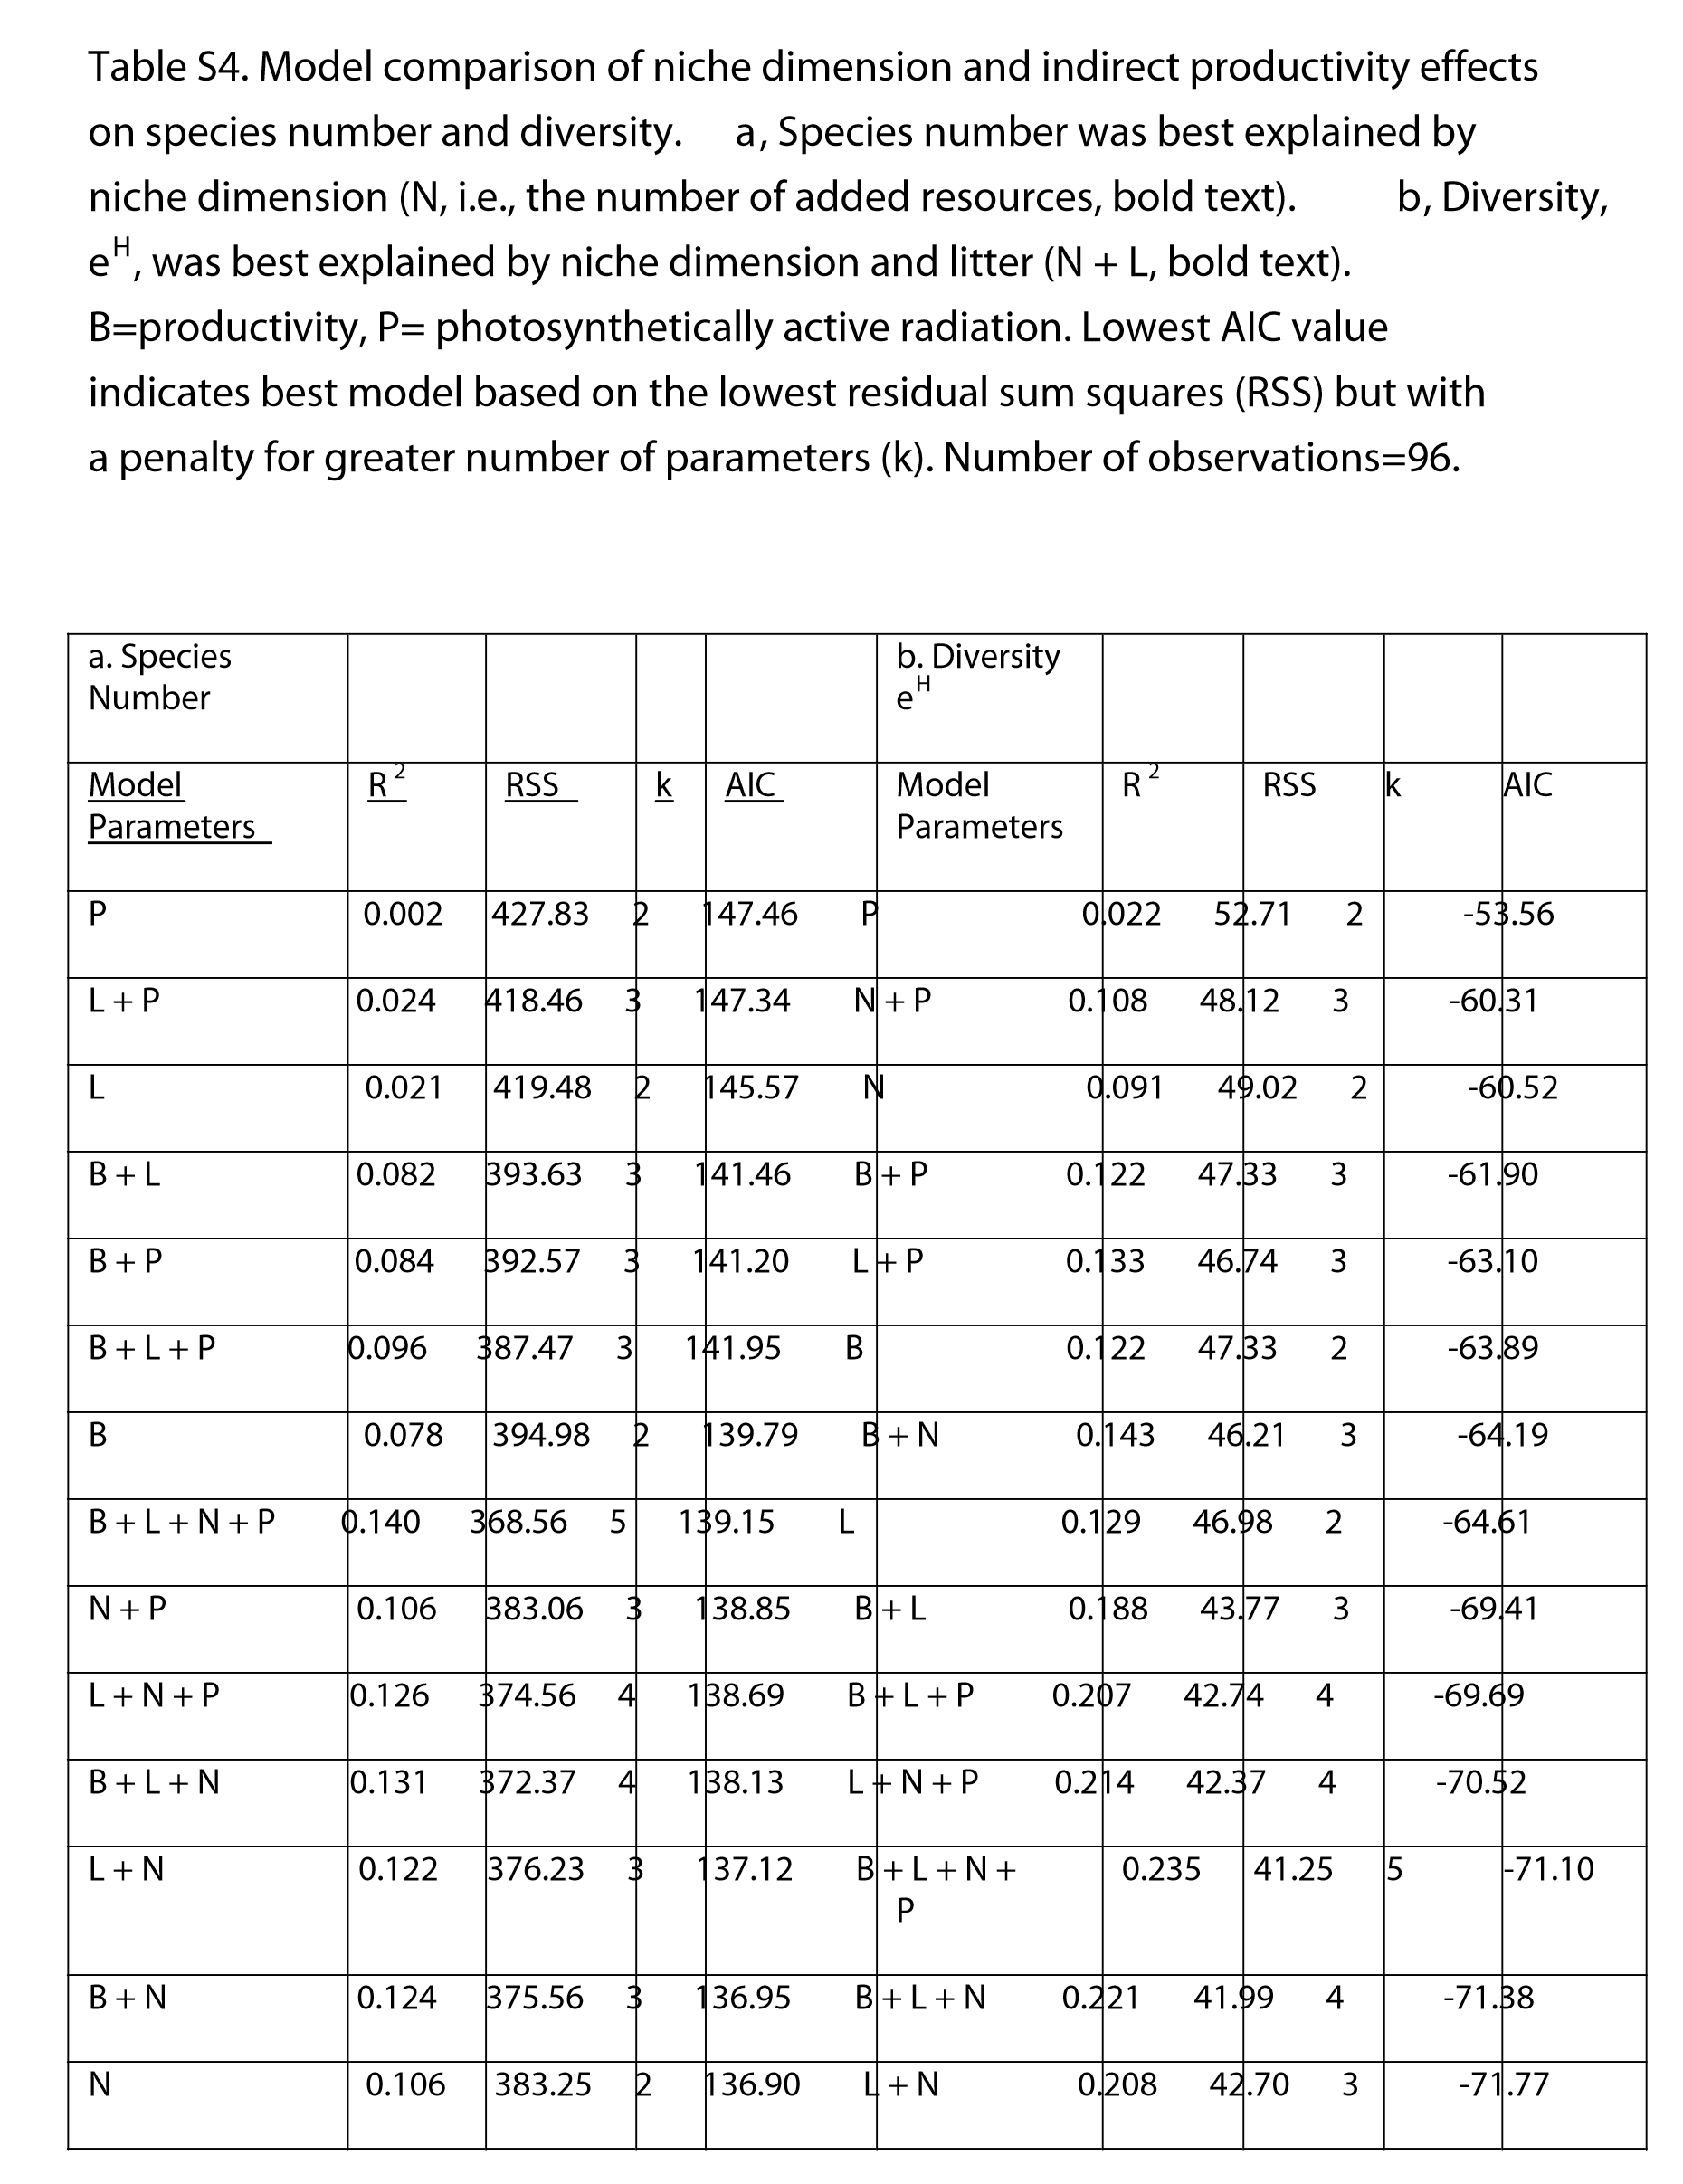 Table S4. Model comparison of niche dimension and indirect productivity effects
on species number and diversity. a, Species number was best explained by
niche dimension (N, i.e., the number of added resources, bold text). b, Diversity,
e^H, was best explained by niche dimension and litter (N + L, bold text).
B=productivity, P= photosynthetically active radiation. Lowest AIC value
indicates best model based on the lowest residual sum squares (RSS) but with
a penalty for greater number of parameters (k). Number of observations=96.
a. Species b. Diversity
Number e^H
Model R^2 RSS k AIC Model R^2 RSS k AIC
Parameters Parameters
P 0.002 427.83 2 147.46 P 0.022 52.71 2 -53.56
L + P 0.024 418.46 3 147.34 N + P 0.108 48.12 3 -60.31
L 0.021 419.48 2 145.57 N 0.091 49.02 2 -60.52
B + L 0.082 393.63 3 141.46 B + P 0.122 47.33 3 -61.90
B + P 0.084 392.57 3 141.20 L + P 0.133 46.74 3 -63.10
B + L + P 0.096 387.47 3 141.95 B 0.122 47.33 2 -63.89
B 0.078 394.98 2 139.79 B + N 0.143 46.21 3 -64.19
B + L + N + P 0.140 368.56 5 139.15 L 0.129 46.98 2 -64.61
N + P 0.106 383.06 3 138.85 B + L 0.188 43.77 3 -69.41
L + N + P 0.126 374.56 4 138.69 B + L + P 0.207 42.74 4 -69.69
B + L + N 0.131 372.37 4 138.13 L + N + P 0.214 42.37 4 -70.52
L + N 0.122 376.23 3 137.12 B + L + N + 0.235 41.25 5 -71.10
P
B + N 0.124 375.56 3 136.95 B + L + N 0.221 41.99 4 -71.38
N 0.106 383.25 2 136.90 L + N 0.208 42.70 3 -71.77